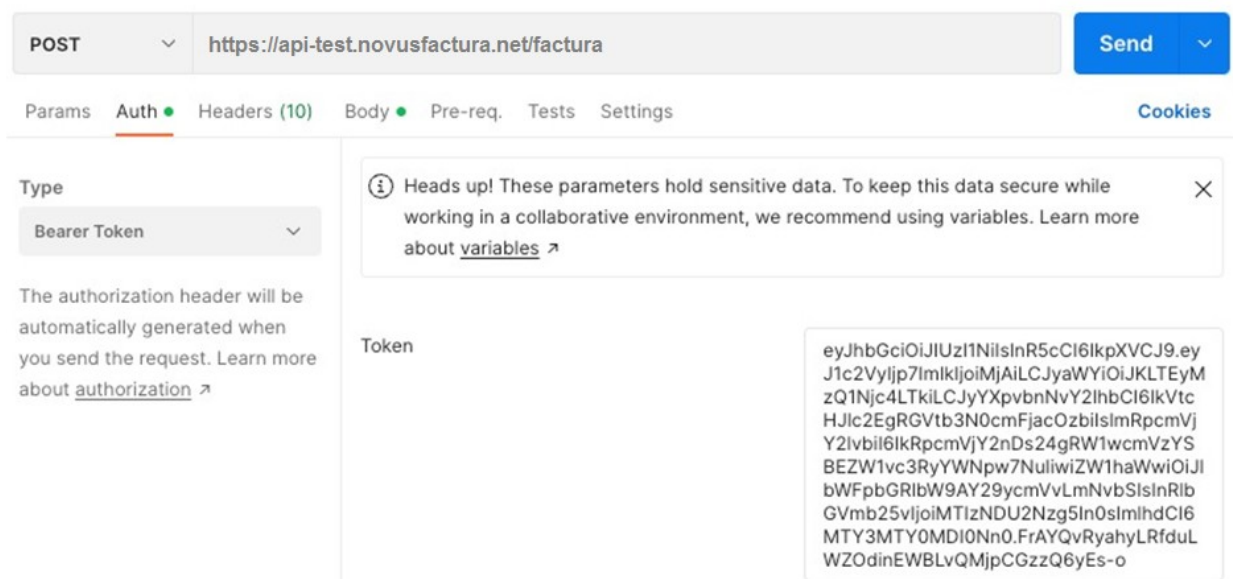 POST
https://api-test.novusfactura.net/factura
Send
Params Auth Headers (10) Body Pre-req. Tests Settings Cookies
Type
Bearer Token
The authorization header will be
automatically generated when
you send the request. Learn more
about authorization ↗
Heads up! These parameters hold sensitive data. To keep this data secure while
working in a collaborative environment, we recommend using variables. Learn more
about variables ↗
Token
eyJhbGciOiJIUzI1NiIsInR5cCI6IkpXVCJ9.ey
J1c2VyIjp7ImlkIjoiMjAiLCJyaWYiOiJKLTEyM
zQ1Njc4LTkiLCJyYXpvbnNvY2lhbCI6IkVtc
HJlc2EgRGVtb3N0cmFjacOzbiIsImRpcmVj
Y2lvbiI6IkRpcmVjY2nDs24gRW1wcmVzYS
BEZW1vc3RyYWNpw7NuIiwiZW1haWwiOiJl
bWFpbGRlbW9AY29ycmVvLmNvbSIsInRlb
GVmb25vIjoiMTIzNDU2Nzg5In0sImlhdCI6
MTY3MTY0MDI0Nn0.FrAYQvRyahyLRfduL
WZOdinEWBLvQMjpCGzzQ6yEs-o